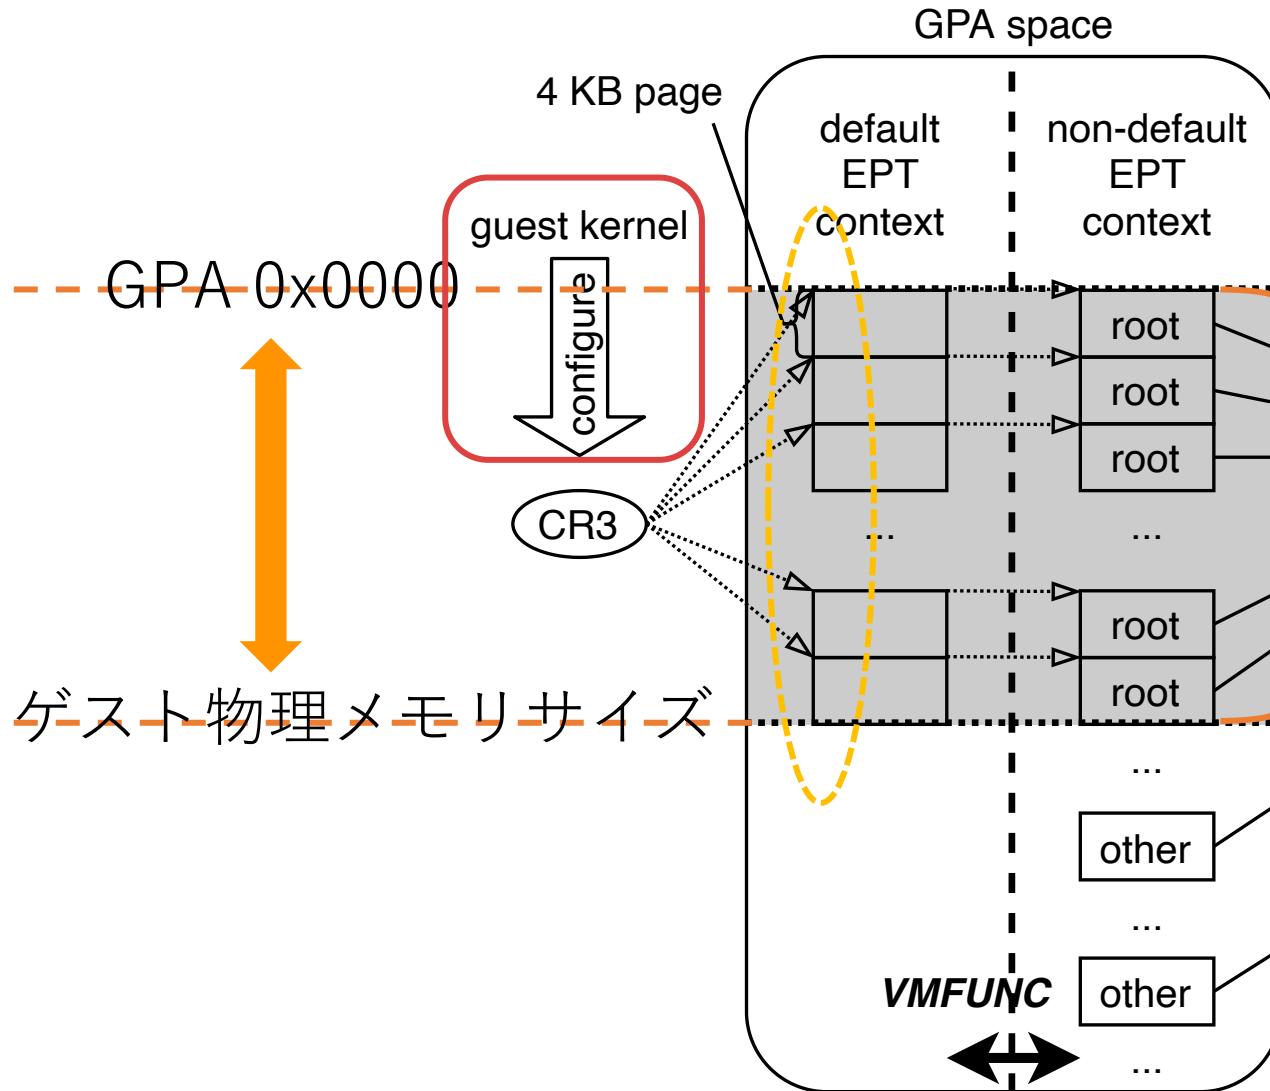 GPA space
4 KB page
default
EPT
context
non-default
EPT
context
guest kernel
configure
GPA 0x0000
root
root
root
CR3
...
...
root
root
ゲスト物理メモリサイズ
...
other
...
VMFUNC
other
...